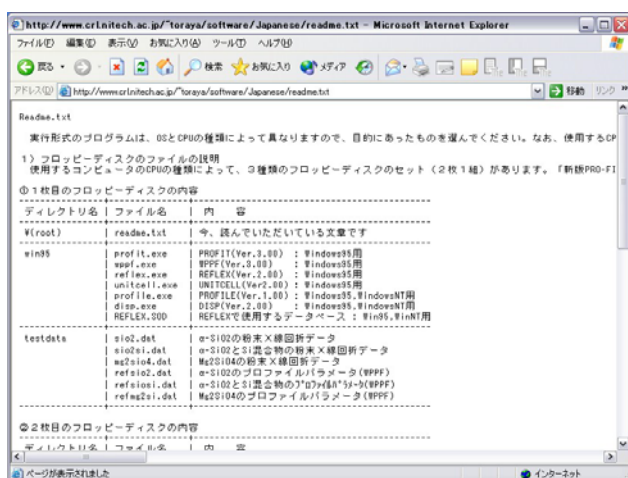 http://www.crl.nitech.ac.jp/~toraya/software/Japanese/readme.txt - Microsoft Internet Explorer
ファイル(F) 編集(E) 表示(V) お気に入り(A) ツール(T) ヘルプ(H)
戻る 検索 お気に入り メディア
アドレス(D) http://www.crl.nitech.ac.jp/~toraya/software/Japanese/readme.txt 移動 リンク »
Readme.txt
実行形式のプログラムは、OSとCPUの種類によって異なりますので、目的にあったものを選んでください。なお、使用するCP
1) フロッピーディスクのファイルの説明
使用するコンピュータのCPUの種類によって、3種類のフロッピーディスクのセット(2枚1組)があります。「新版PRO-FI
①1枚目のフロッピーディスクの内容
ディレクトリ名 | ファイル名 | 内 容
¥(root) | readme.txt | 今、読んでいただいている文章です
win95 | profit.exe | PROFIT(Ver.3.00) : Windows95用
| wppf.exe | WPPF(Ver.3.00) : Windows95用
| reflex.exe | REFLEX(Ver.2.00) : Windows95用
| unitcell.exe | UNITCELL(Ver2.00) : Windows95用
| profile.exe | PROFILE(Ver.1.00) : Windows95,WindowsNT用
| disp.exe | DISP(Ver.2.00) : Windows95,WindowsNT用
| REFLEX.SOD | REFLEXで使用するデータベース : Win95,WinNT用
testdata | sio2.dat | α-SiO2の粉末X線回折データ
| sio2si.dat | α-SiO2とSi混合物の粉末X線回折データ
| mg2sio4.dat | Mg2SiO4の粉末X線回折データ
| refsio2.dat | α-SiO2のプロファイルパラメータ(WPPF)
| refsiosi.dat | α-SiO2とSi混合物のプロファイルパラメータ(WPPF)
| refmg2si.dat | Mg2SiO4のプロファイルパラメータ(WPPF)
②2枚目のフロッピーディスクの内容
ディレクトリ名 | ファイル名 | 内 容
ページが表示されました インターネット